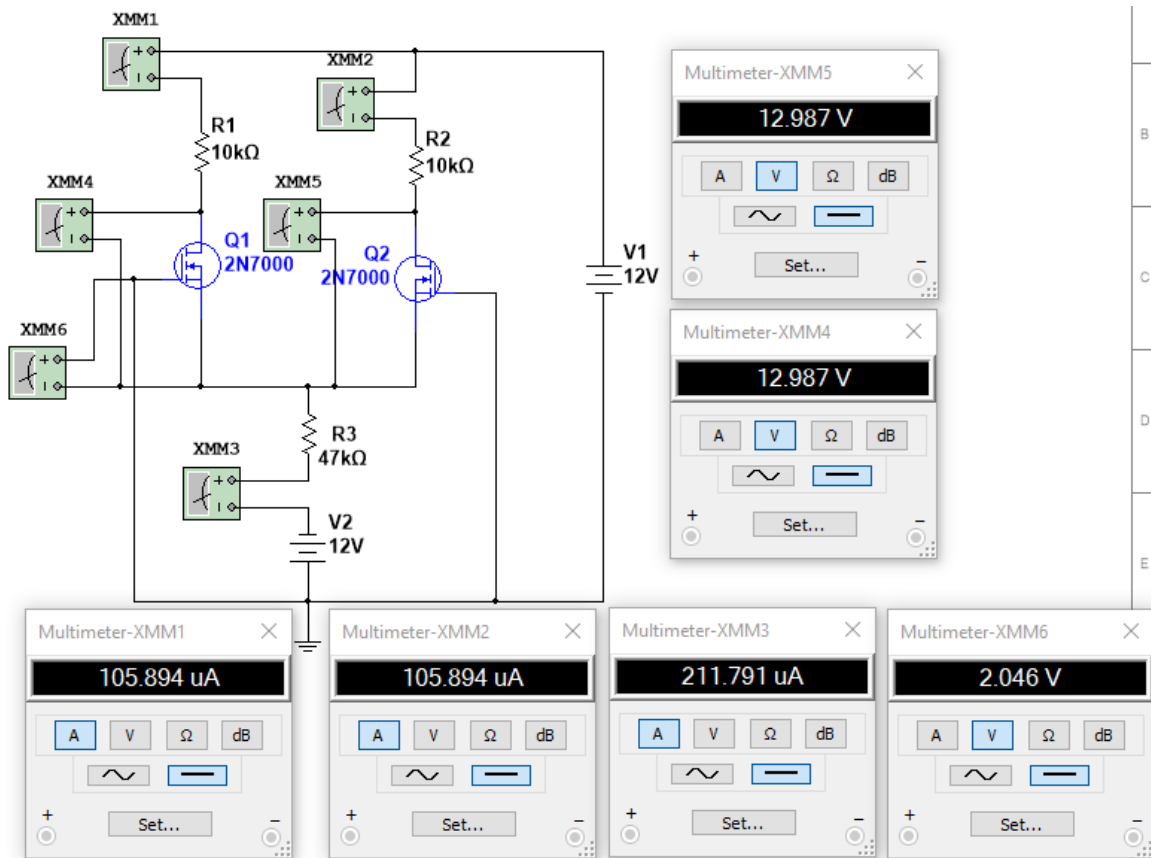 XMM1
XMM2
R1
10kΩ
R2
10kΩ
XMM4
XMM5
Q1
2N7000
Q2
2N7000
V1
12V
XMM6
R3
47kΩ
XMM3
V2
12V
Multimeter-XMM5
12.987 V
A V Ω dB
+ −
Set...
Multimeter-XMM4
12.987 V
A V Ω dB
+ −
Set...
B
C
D
E
Multimeter-XMM1
105.894 uA
A V Ω dB
+ −
Set...
Multimeter-XMM2
105.894 uA
A V Ω dB
+ −
Set...
Multimeter-XMM3
211.791 uA
A V Ω dB
+ −
Set...
Multimeter-XMM6
2.046 V
A V Ω dB
+ −
Set...